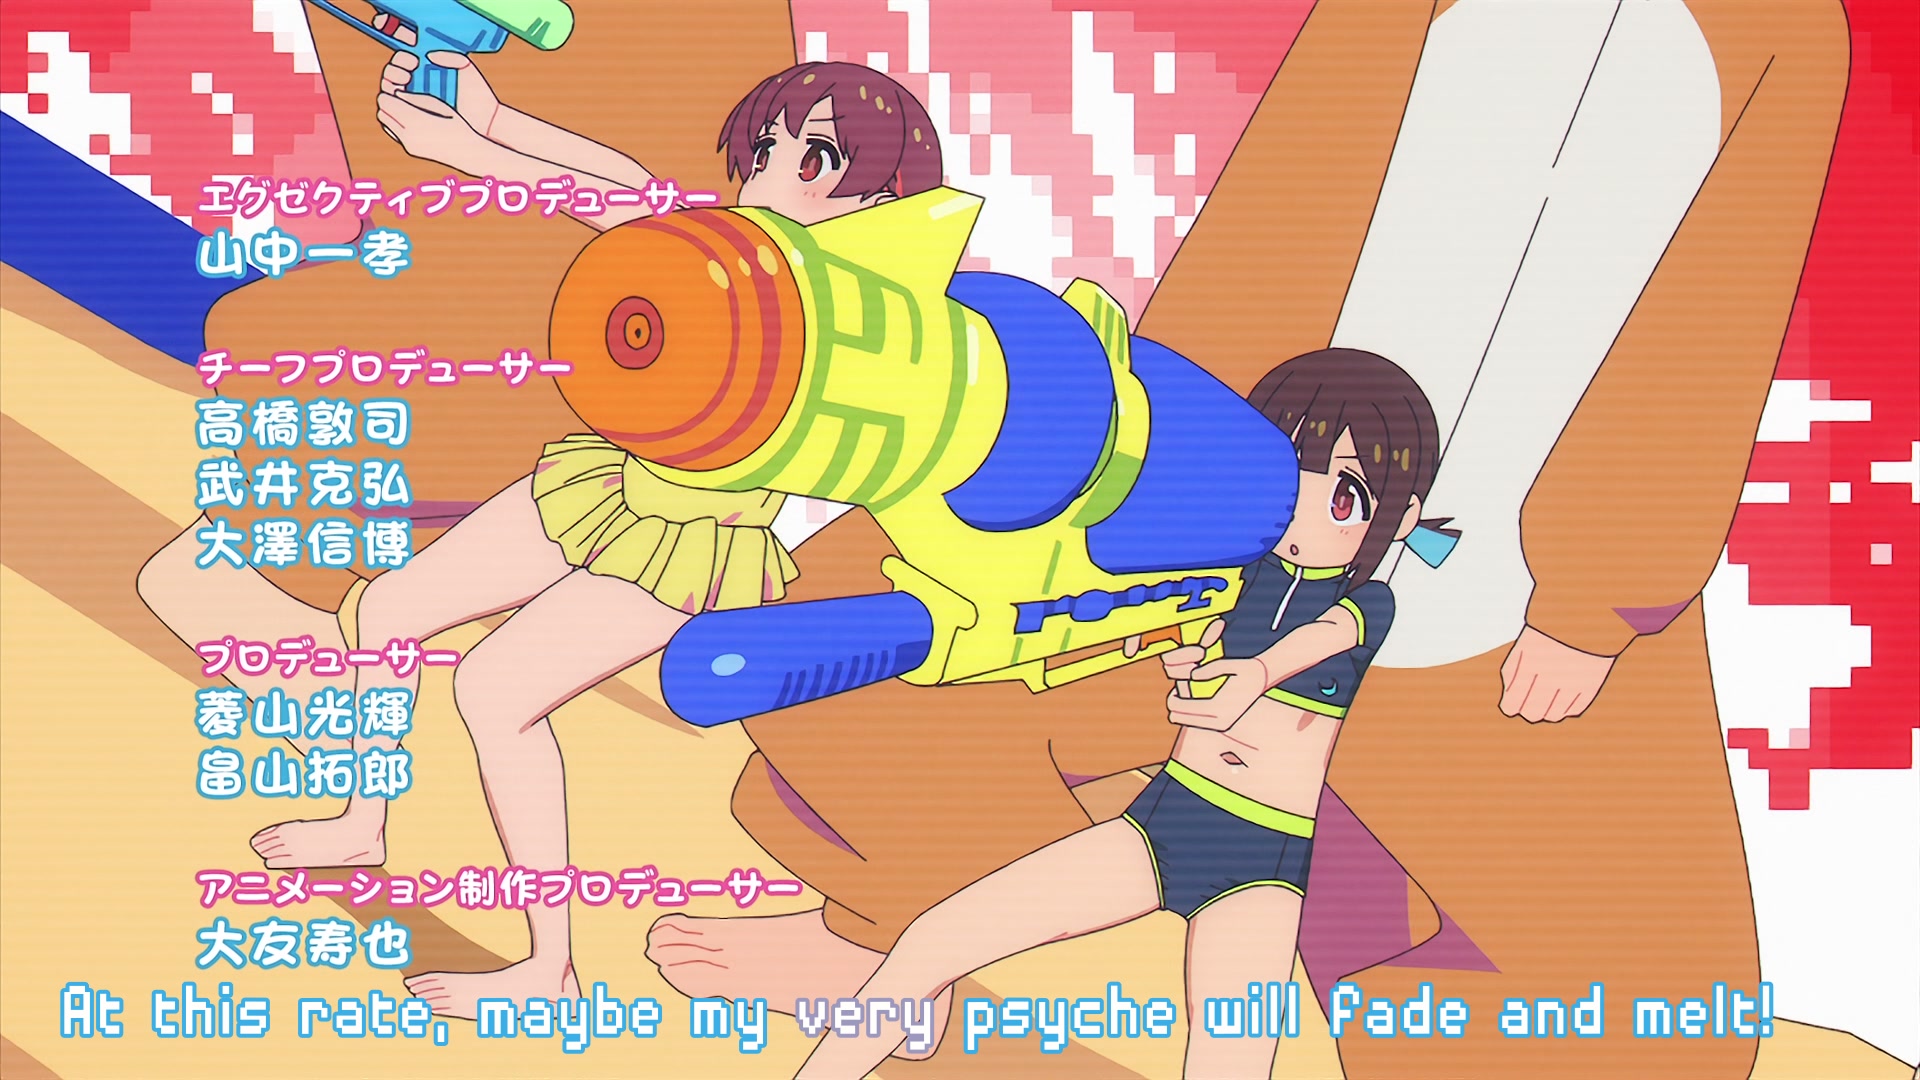 エグゼクティブプロデューサー
山中一孝
チーフプロデューサー
高橋敦司
武井克弘
大澤信博
プロデューサー
菱山光輝
畠山拓郎
アニメーション制作プロデューサー
大友寿也
At this rate, maybe my very psyche will fade and melt!